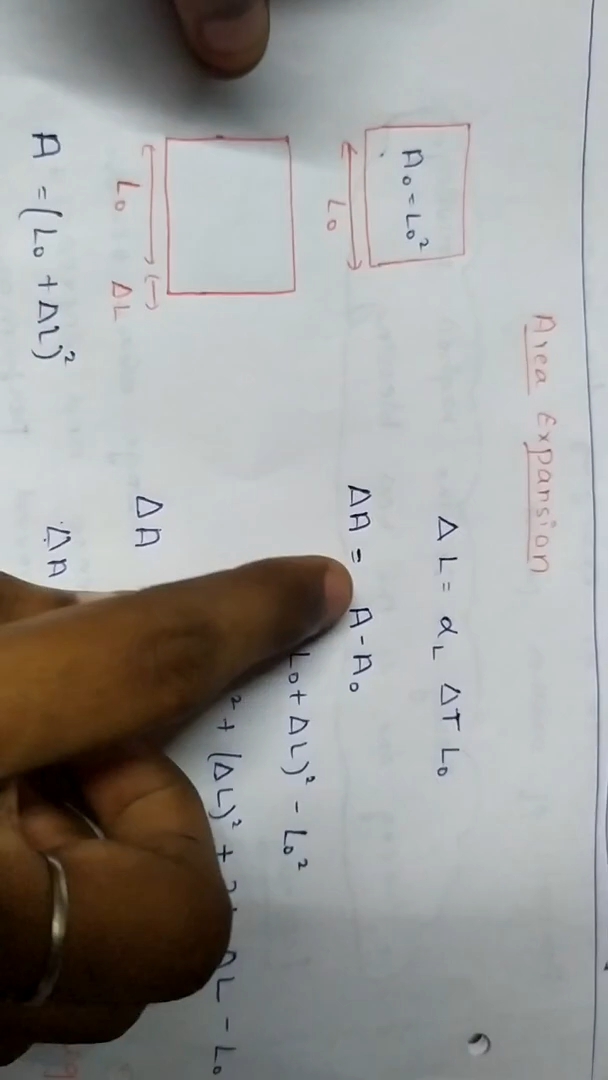 Area Expansion
A₀ = L₀²
L₀
L₀ ΔL
A = (L₀ + ΔL)²
ΔL = α_L ΔT L₀
ΔA = A - A₀
L₀ + ΔL)² - L₀²
² + (ΔL)² + ΔL - L₀
ΔA
ΔA